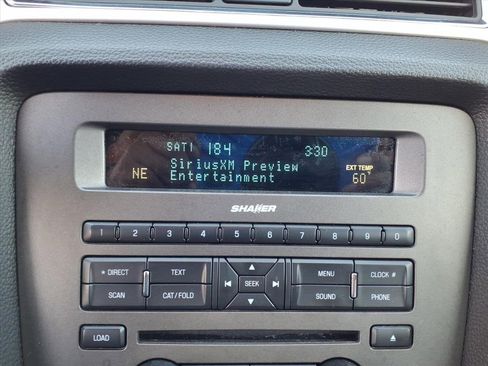 SAT1 184 3:30
SiriusXM Preview
NE Entertainment
EXT TEMP
60°
SHAKER
1 2 3 4 5 6 7 8 9 0
* DIRECT TEXT MENU CLOCK #
SEEK
SCAN CAT/FOLD SOUND PHONE
LOAD